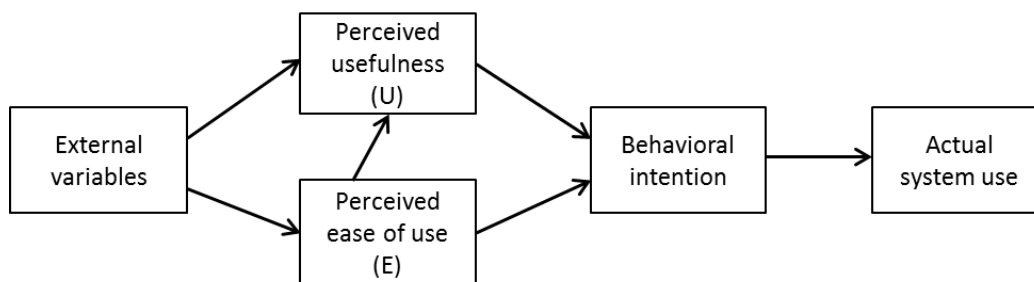 External
variables
Perceived
usefulness
(U)
Perceived
ease of use
(E)
Behavioral
intention
Actual
system use